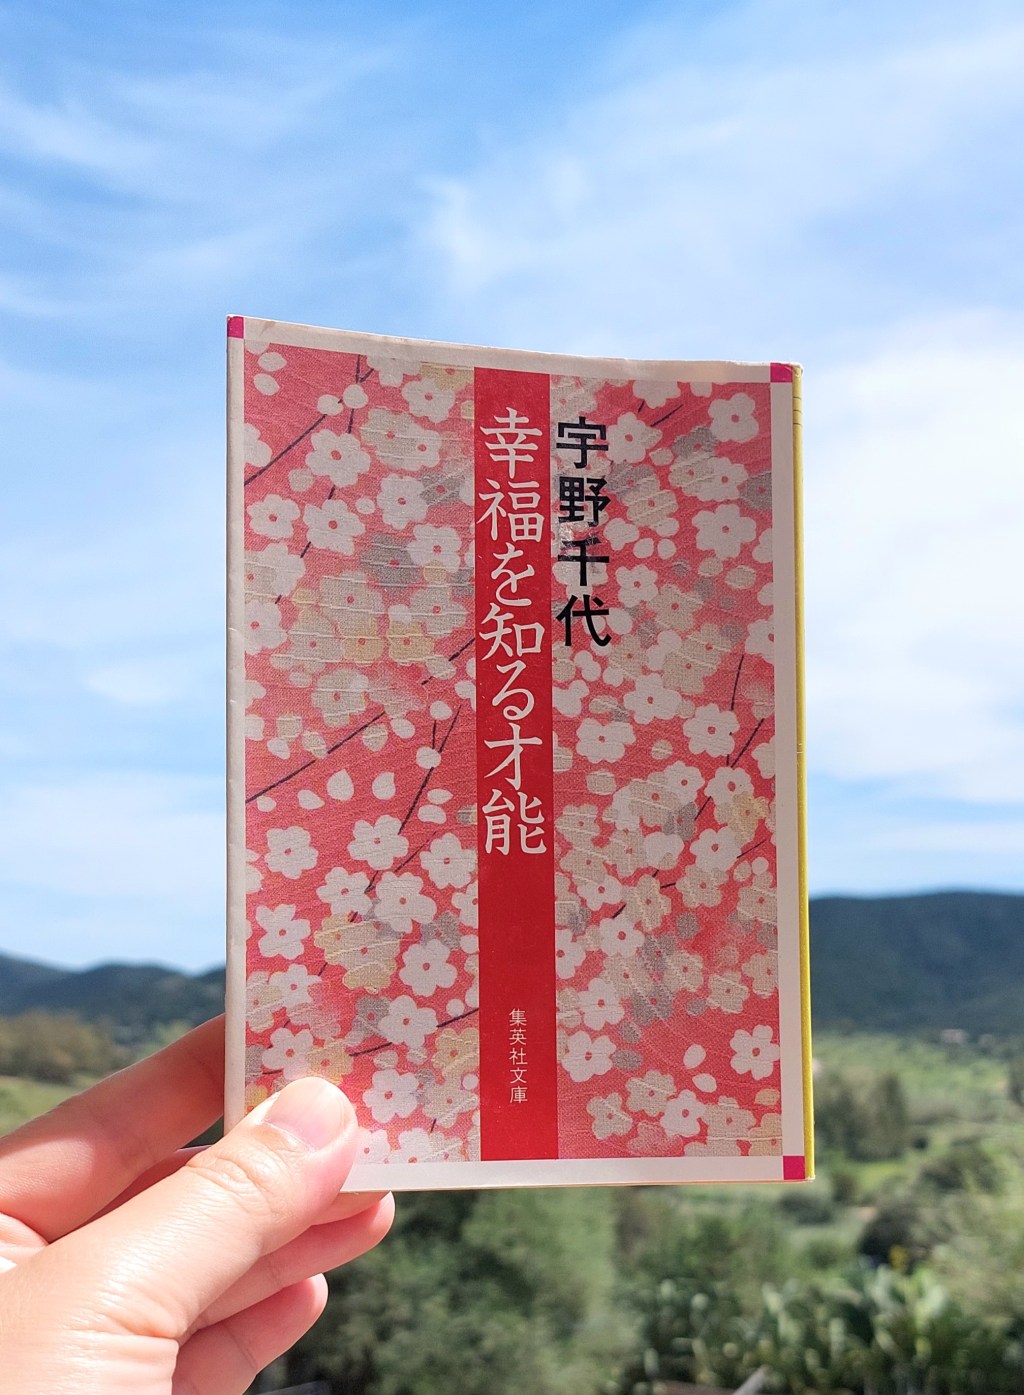 宇野千代
幸福を知る才能
集英社文庫